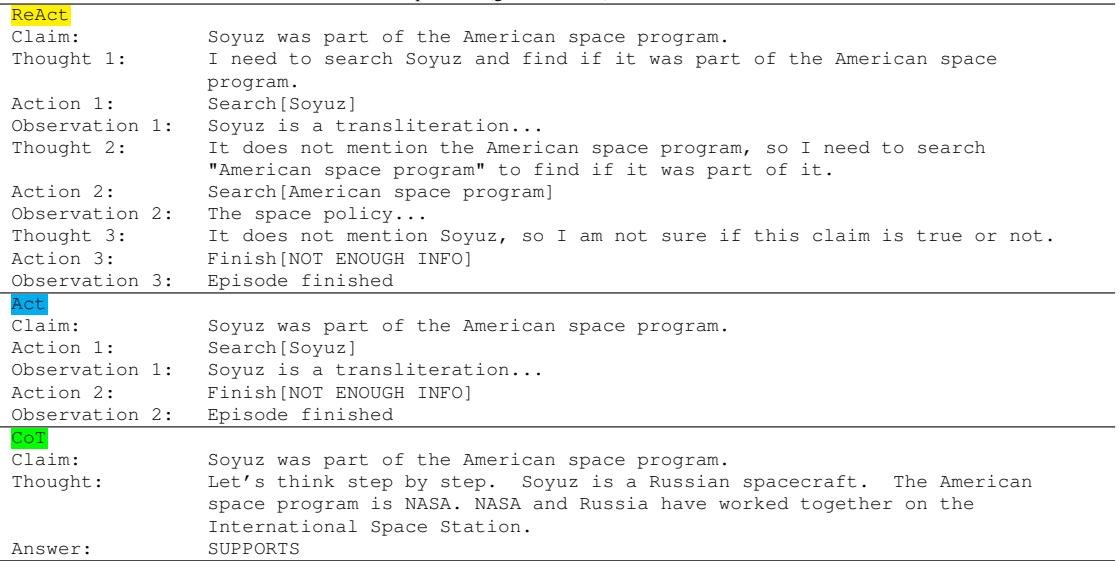 ReAct
Claim: Soyuz was part of the American space program.
Thought 1: I need to search Soyuz and find if it was part of the American space
program.
Action 1: Search[Soyuz]
Observation 1: Soyuz is a transliteration...
Thought 2: It does not mention the American space program, so I need to search
"American space program" to find if it was part of it.
Action 2: Search[American space program]
Observation 2: The space policy...
Thought 3: It does not mention Soyuz, so I am not sure if this claim is true or not.
Action 3: Finish[NOT ENOUGH INFO]
Observation 3: Episode finished
Act
Claim: Soyuz was part of the American space program.
Action 1: Search[Soyuz]
Observation 1: Soyuz is a transliteration...
Action 2: Finish[NOT ENOUGH INFO]
Observation 2: Episode finished
CoT
Claim: Soyuz was part of the American space program.
Thought: Let's think step by step. Soyuz is a Russian spacecraft. The American
space program is NASA. NASA and Russia have worked together on the
International Space Station.
Answer: SUPPORTS